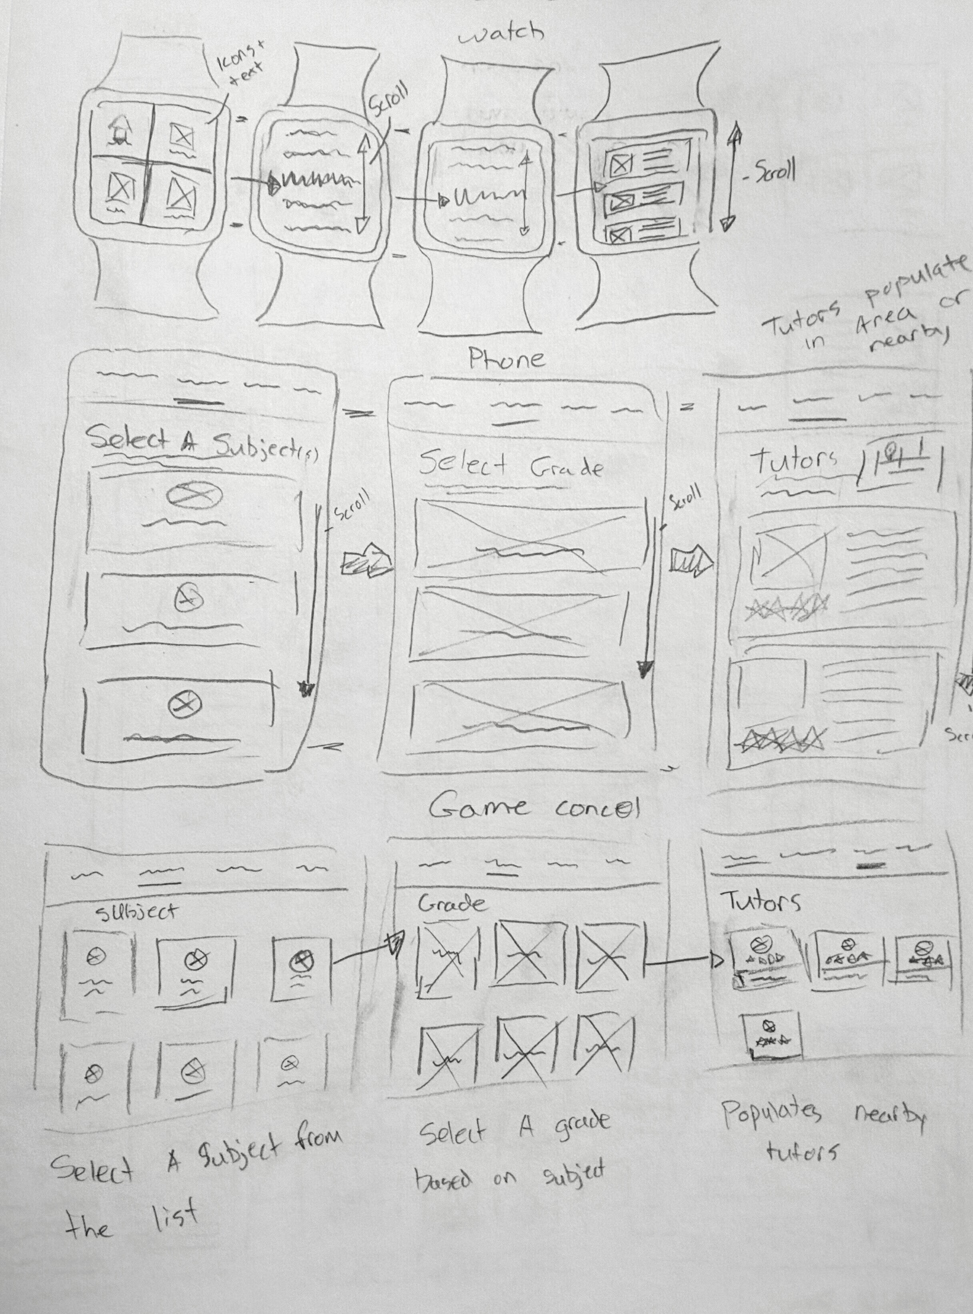 watch
Icons +
text
Scroll
- Scroll
Tutors populate
in Area or
nearby
Phone
Select A Subject(s)
Scroll
Select Grade
Scroll
Tutors
Game concel
Subject
Grade
Tutors
Select A Subject from
the list
Select A grade
based on subject
Populates nearby
tutors